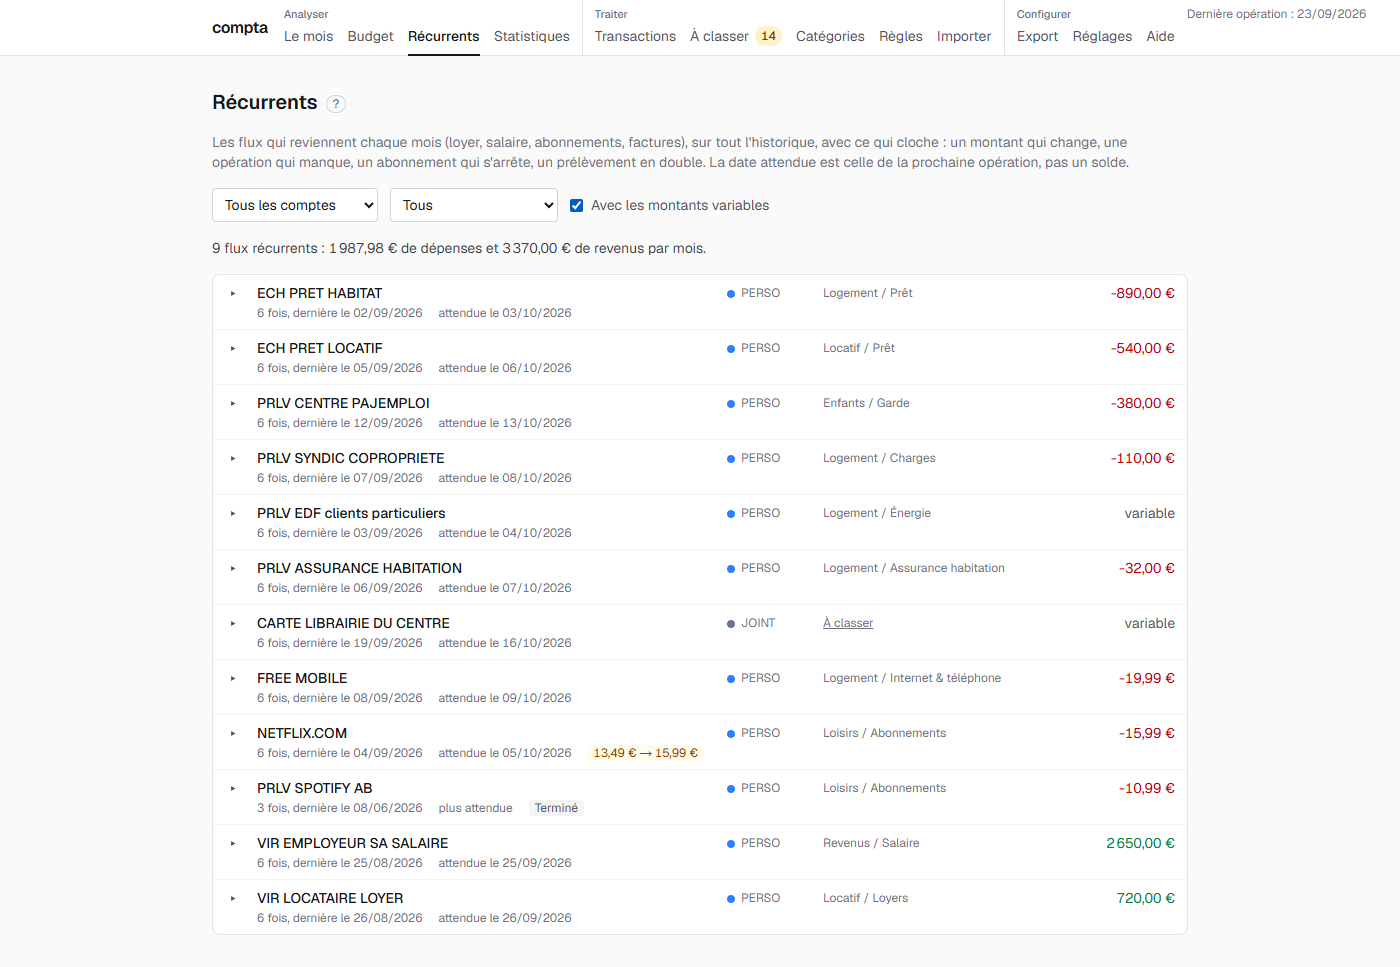 compta
Analyser
Le mois Budget Récurrents Statistiques
Traiter
Transactions À classer 14 Catégories Règles Importer
Configurer
Export Réglages Aide
Dernière opération : 23/09/2026
Récurrents ?
Les flux qui reviennent chaque mois (loyer, salaire, abonnements, factures), sur tout l'historique, avec ce qui cloche : un montant qui change, une
opération qui manque, un abonnement qui s'arrête, un prélèvement en double. La date attendue est celle de la prochaine opération, pas un solde.
Tous les comptes Tous Avec les montants variables
9 flux récurrents : 1 987,98 € de dépenses et 3 370,00 € de revenus par mois.
ECH PRET HABITAT PERSO Logement / Prêt -890,00 €
6 fois, dernière le 02/09/2026 attendue le 03/10/2026
ECH PRET LOCATIF PERSO Locatif / Prêt -540,00 €
6 fois, dernière le 05/09/2026 attendue le 06/10/2026
PRLV CENTRE PAJEMPLOI PERSO Enfants / Garde -380,00 €
6 fois, dernière le 12/09/2026 attendue le 13/10/2026
PRLV SYNDIC COPROPRIETE PERSO Logement / Charges -110,00 €
6 fois, dernière le 07/09/2026 attendue le 08/10/2026
PRLV EDF clients particuliers PERSO Logement / Énergie variable
6 fois, dernière le 03/09/2026 attendue le 04/10/2026
PRLV ASSURANCE HABITATION PERSO Logement / Assurance habitation -32,00 €
6 fois, dernière le 06/09/2026 attendue le 07/10/2026
CARTE LIBRAIRIE DU CENTRE JOINT À classer variable
6 fois, dernière le 19/09/2026 attendue le 16/10/2026
FREE MOBILE PERSO Logement / Internet & téléphone -19,99 €
6 fois, dernière le 08/09/2026 attendue le 09/10/2026
NETFLIX.COM PERSO Loisirs / Abonnements -15,99 €
6 fois, dernière le 04/09/2026 attendue le 05/10/2026 13,49 € → 15,99 €
PRLV SPOTIFY AB PERSO Loisirs / Abonnements -10,99 €
3 fois, dernière le 08/06/2026 plus attendue Terminé
VIR EMPLOYEUR SA SALAIRE PERSO Revenus / Salaire 2 650,00 €
6 fois, dernière le 25/08/2026 attendue le 25/09/2026
VIR LOCATAIRE LOYER PERSO Locatif / Loyers 720,00 €
6 fois, dernière le 26/08/2026 attendue le 26/09/2026